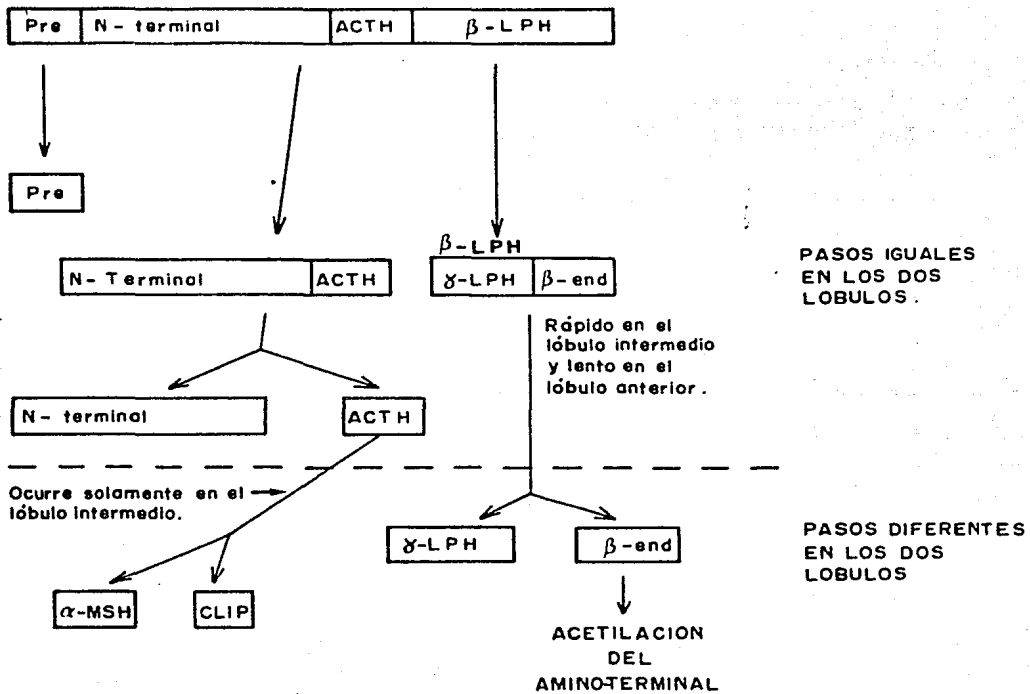 Pre N-terminal ACTH β-LPH
Pre
β-LPH
N-Terminal ACTH γ-LPH β-end
PASOS IGUALES
EN LOS DOS
LOBULOS.
Rápido en el
lóbulo intermedio
y lento en el
lóbulo anterior.
N-terminal ACTH
Ocurre solamente en el
lóbulo intermedio.
γ-LPH β-end
PASOS DIFERENTES
EN LOS DOS
LOBULOS
α-MSH CLIP
ACETILACION
DEL
AMINO-TERMINAL